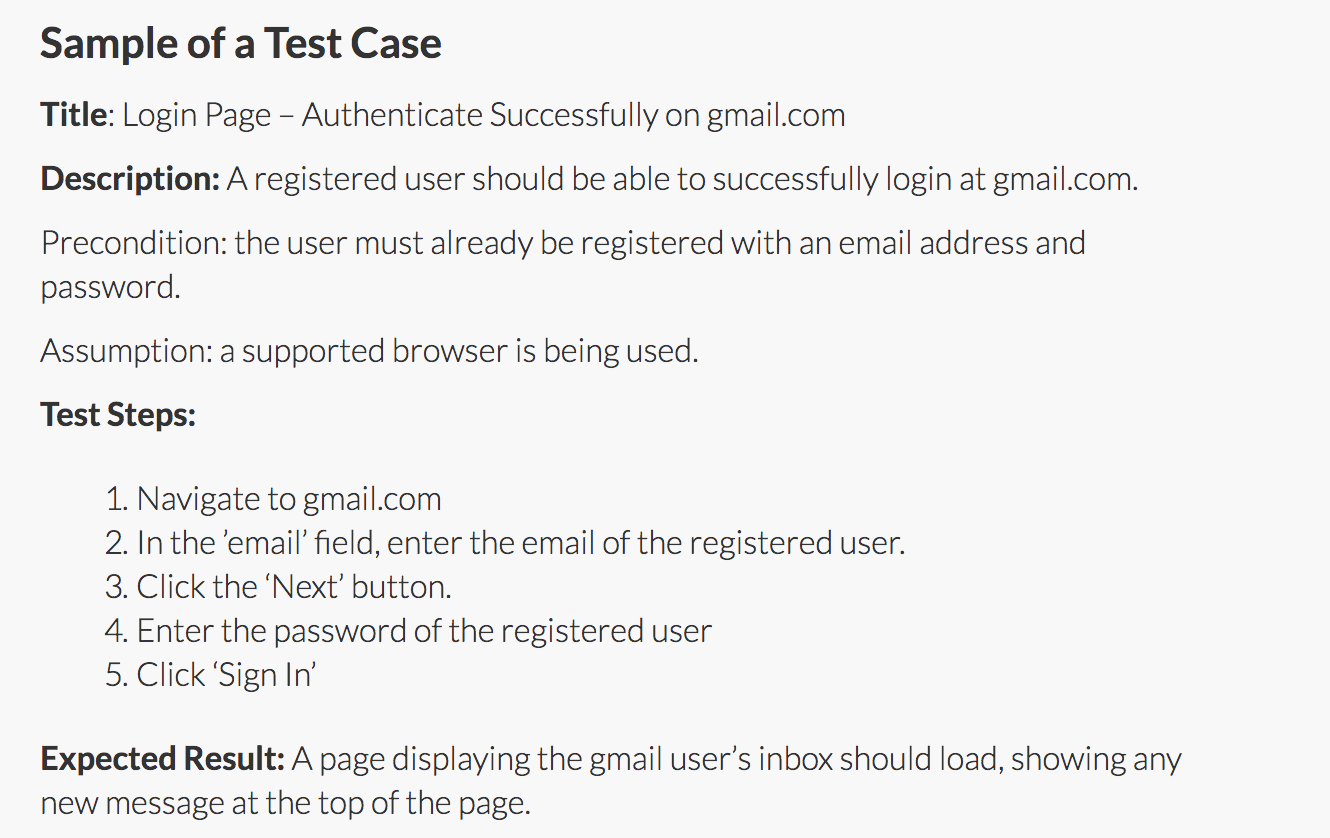 Sample of a Test Case
Title: Login Page – Authenticate Successfully on gmail.com
Description: A registered user should be able to successfully login at gmail.com.
Precondition: the user must already be registered with an email address and
password.
Assumption: a supported browser is being used.
Test Steps:
1. Navigate to gmail.com
2. In the ’email’ field, enter the email of the registered user.
3. Click the ‘Next’ button.
4. Enter the password of the registered user
5. Click ‘Sign In’
Expected Result: A page displaying the gmail user’s inbox should load, showing any
new message at the top of the page.